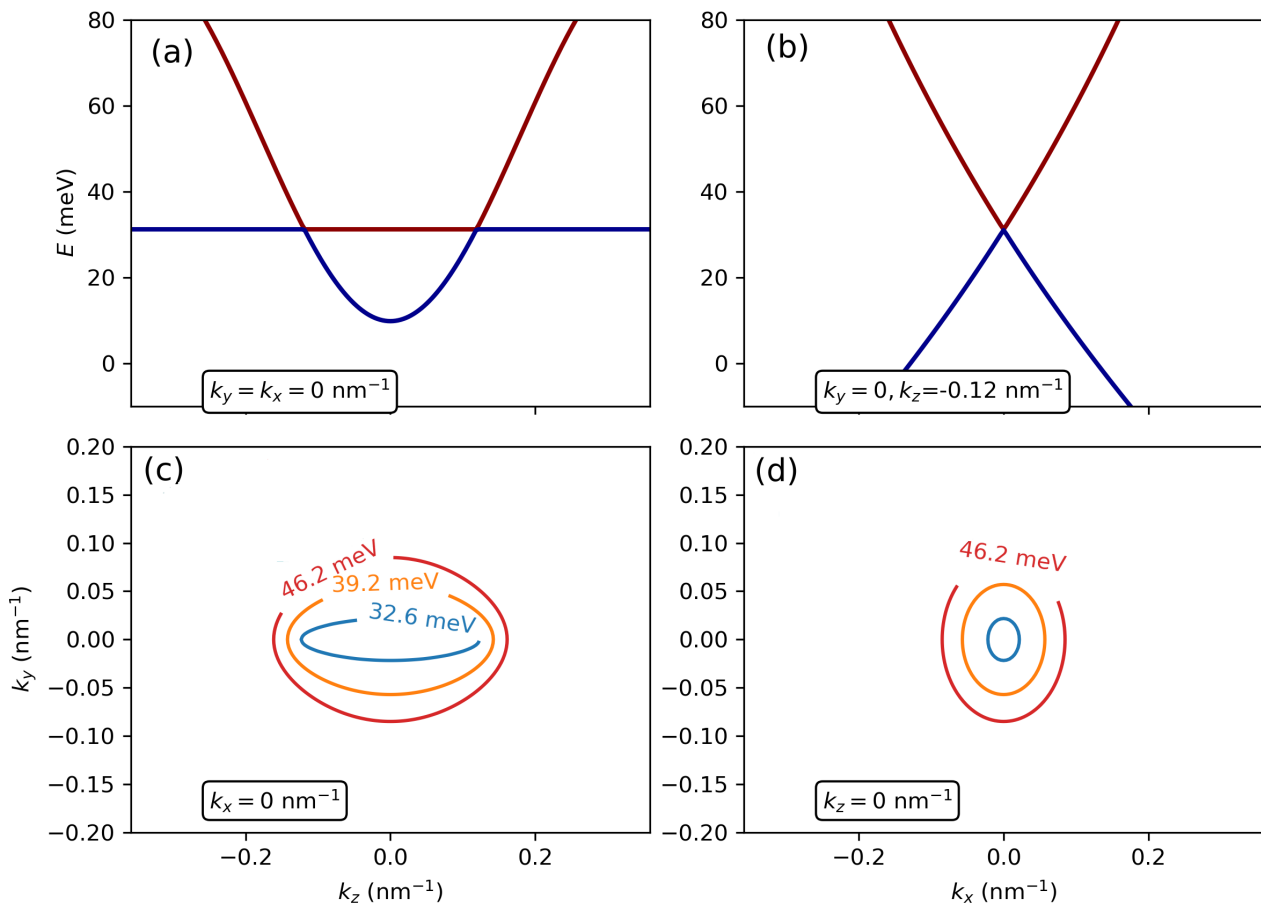 (a)
80
60
40
20
0
E (meV)
k_y = k_x = 0 nm⁻¹
(b)
80
60
40
20
0
k_y = 0, k_z=-0.12 nm⁻¹
(c)
0.20
0.15
0.10
0.05
0.00
−0.05
−0.10
−0.15
−0.20
k_y (nm⁻¹)
46.2 meV
39.2 meV
32.6 meV
k_x = 0 nm⁻¹
−0.2
0.0
0.2
k_z (nm⁻¹)
(d)
0.20
0.15
0.10
0.05
0.00
−0.05
−0.10
−0.15
−0.20
46.2 meV
k_z = 0 nm⁻¹
−0.2
0.0
0.2
k_x (nm⁻¹)